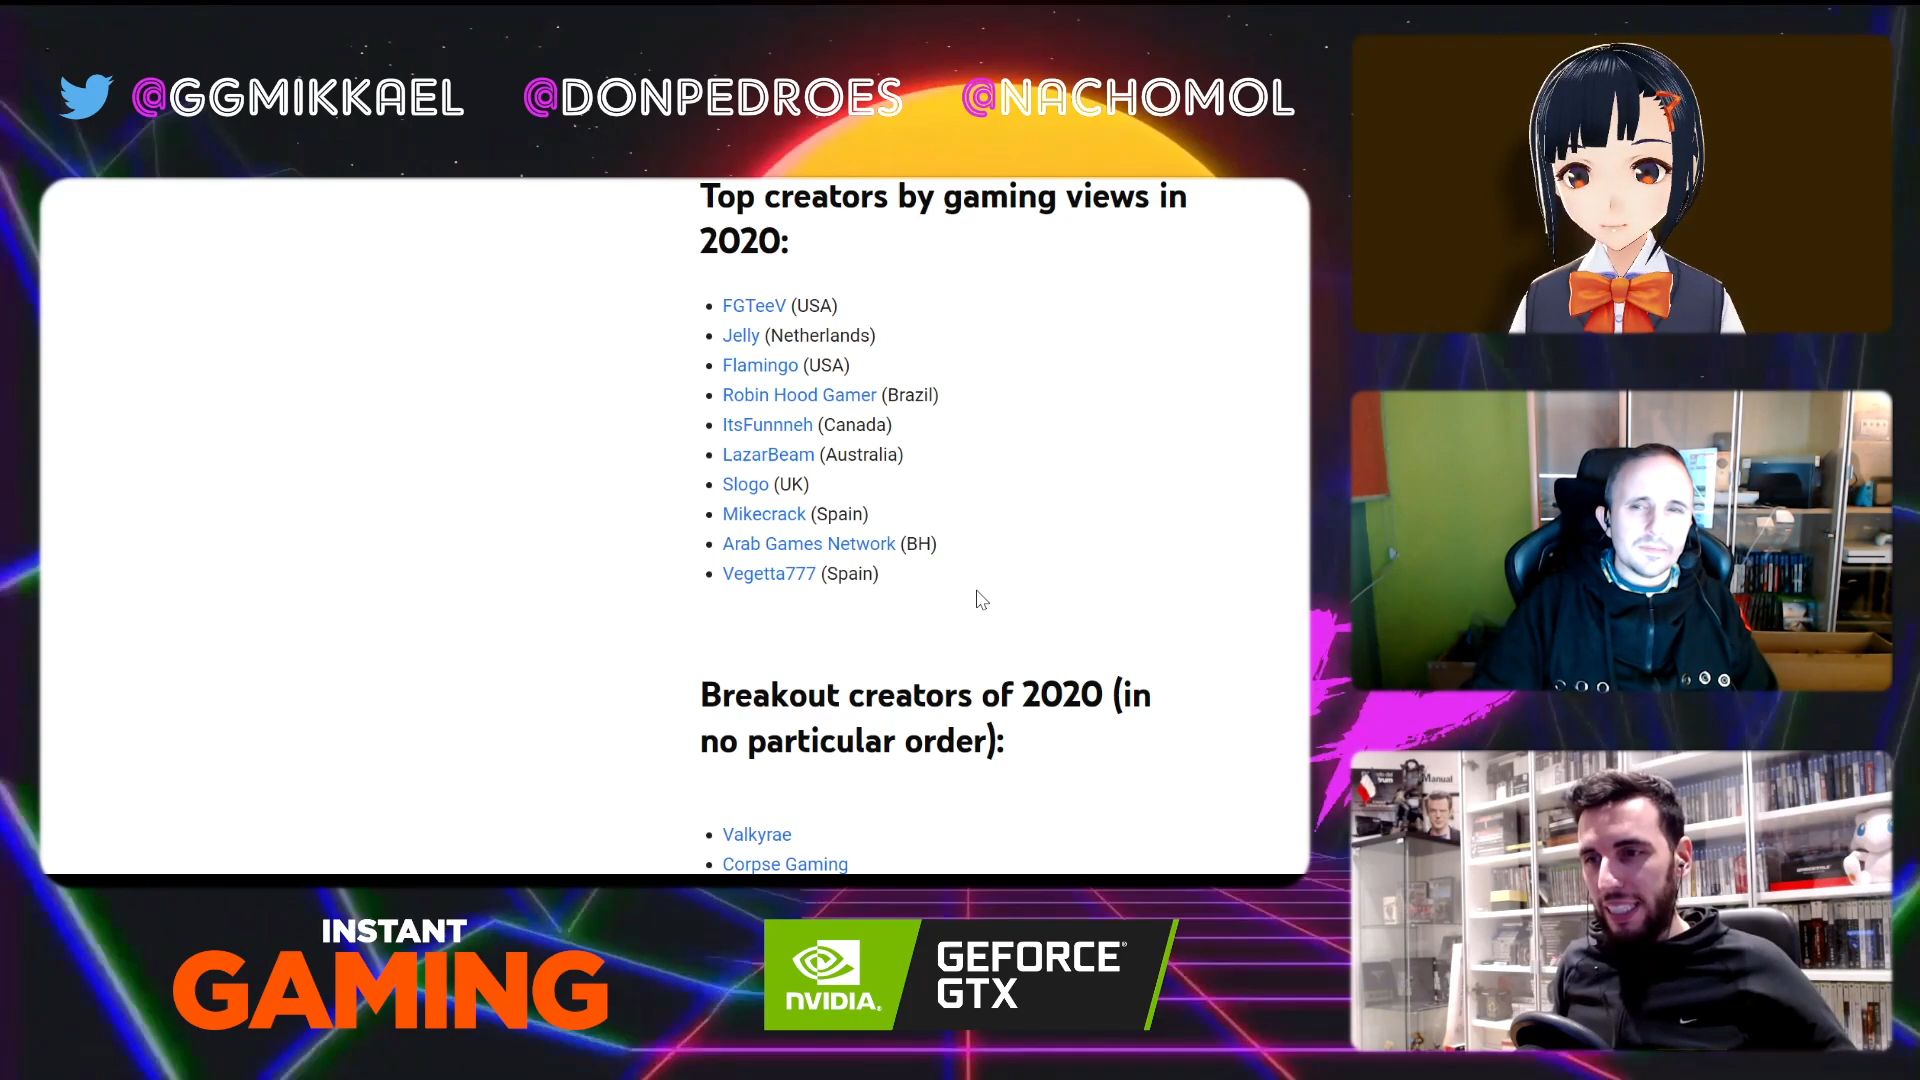 @GGMIKKAEL @DONPEDROES @NACHOMOL
Top creators by gaming views in
2020:
FGTeeV (USA)
Jelly (Netherlands)
Flamingo (USA)
Robin Hood Gamer (Brazil)
ItsFunnneh (Canada)
LazarBeam (Australia)
Slogo (UK)
Mikecrack (Spain)
Arab Games Network (BH)
Vegetta777 (Spain)
Breakout creators of 2020 (in
no particular order):
Valkyrae
Corpse Gaming
INSTANT
GAMING
NVIDIA.
GEFORCE
GTX
Manual